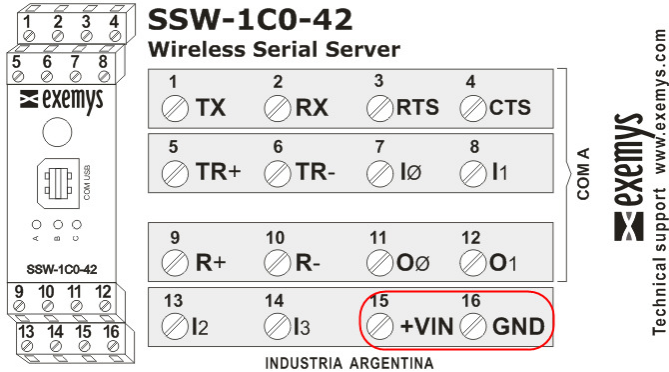 1 2 3 4
5 6 7 8
exemys
COM USB
A B C
SSW-1C0-42
9 10 11 12
13 14 15 16
SSW-1C0-42
Wireless Serial Server
1 TX 2 RX 3 RTS 4 CTS
5 TR+ 6 TR- 7 IØ 8 I1
9 R+ 10 R- 11 OØ 12 O1
13 I2 14 I3 15 +VIN 16 GND
COM A
INDUSTRIA ARGENTINA
exemys
Technical support www.exemys.com